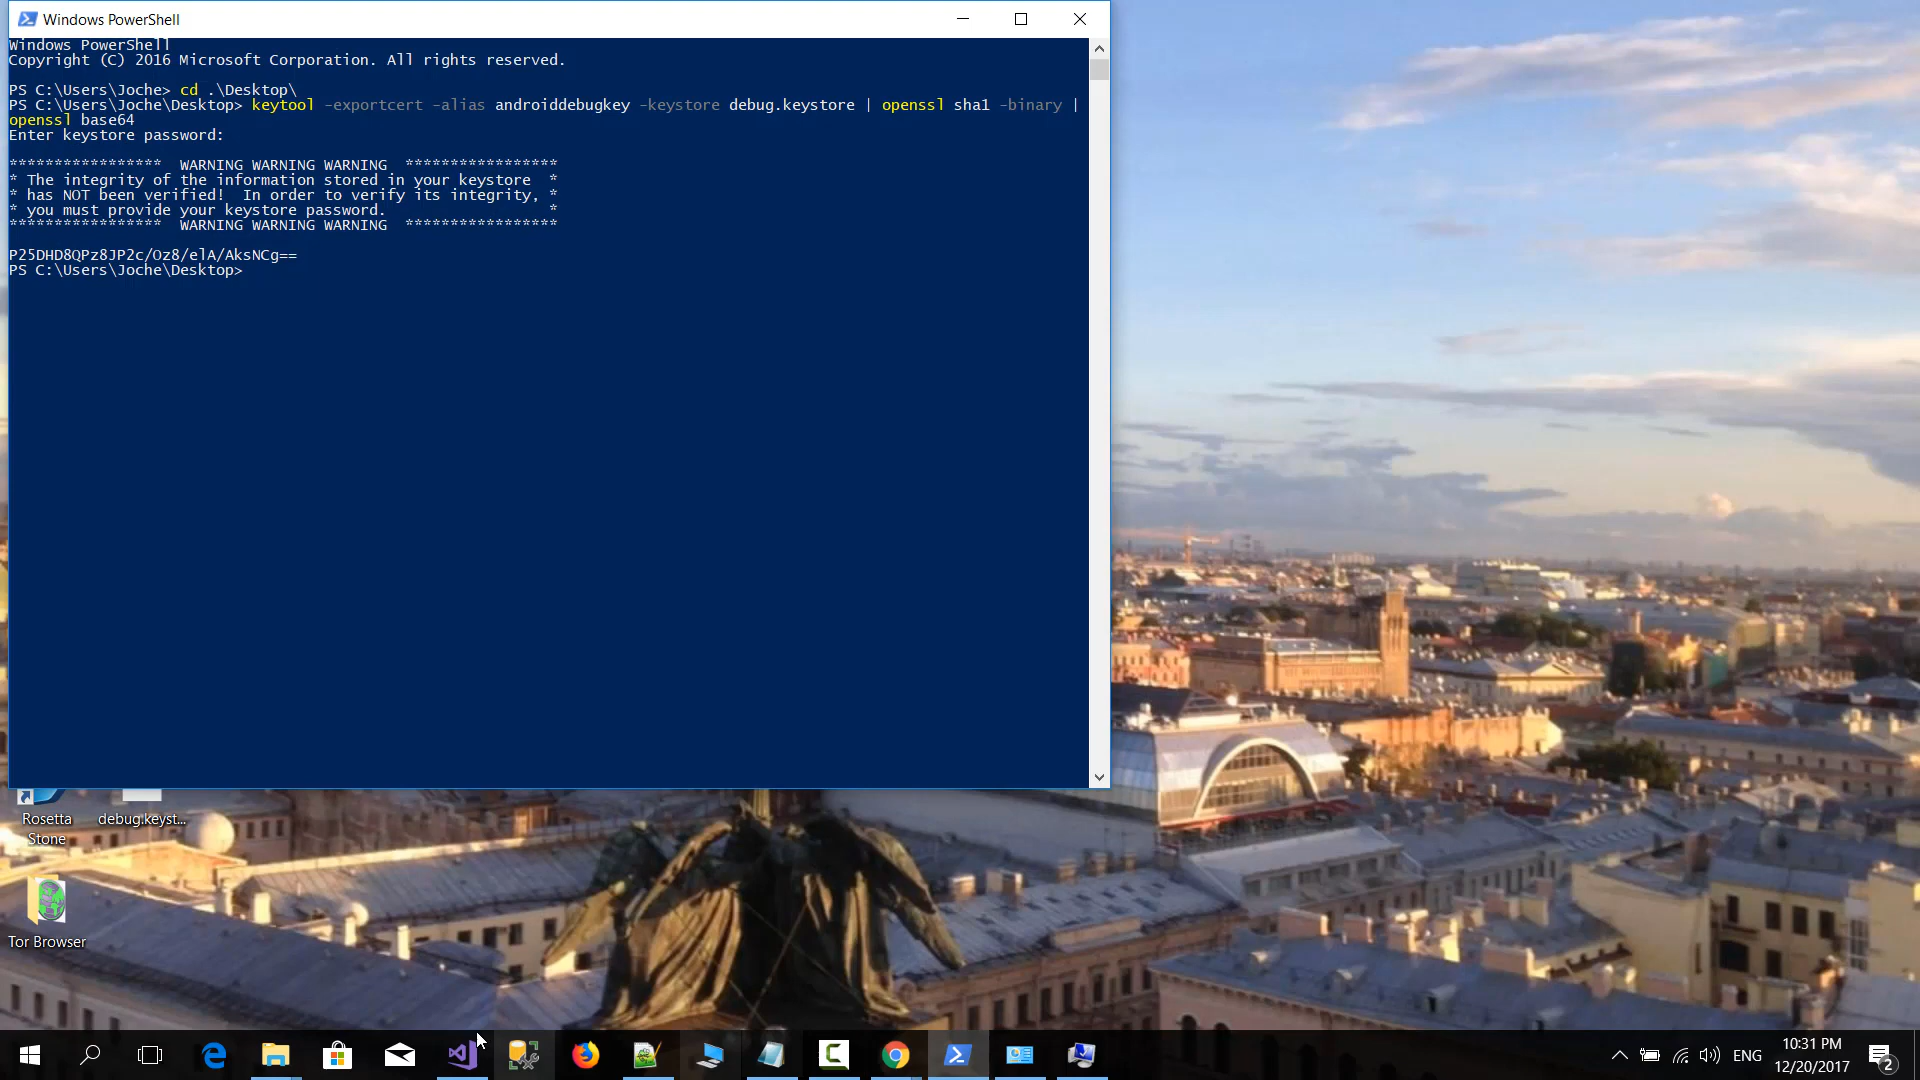 Windows PowerShell
Windows PowerShell
Copyright (C) 2016 Microsoft Corporation. All rights reserved.
PS C:\Users\Joche> cd .\Desktop\
PS C:\Users\Joche\Desktop> keytool -exportcert -alias androiddebugkey -keystore debug.keystore | openssl sha1 -binary |
openssl base64
Enter keystore password:
***************** WARNING WARNING WARNING *****************
* The integrity of the information stored in your keystore *
* has NOT been verified! In order to verify its integrity, *
* you must provide your keystore password. *
***************** WARNING WARNING WARNING *****************
P25DHD8QPz8JP2c/Oz8/elA/AksNCg==
PS C:\Users\Joche\Desktop>
Rosetta
Stone
debug.keyst...
Tor Browser
ENG
10:31 PM
12/20/2017
2